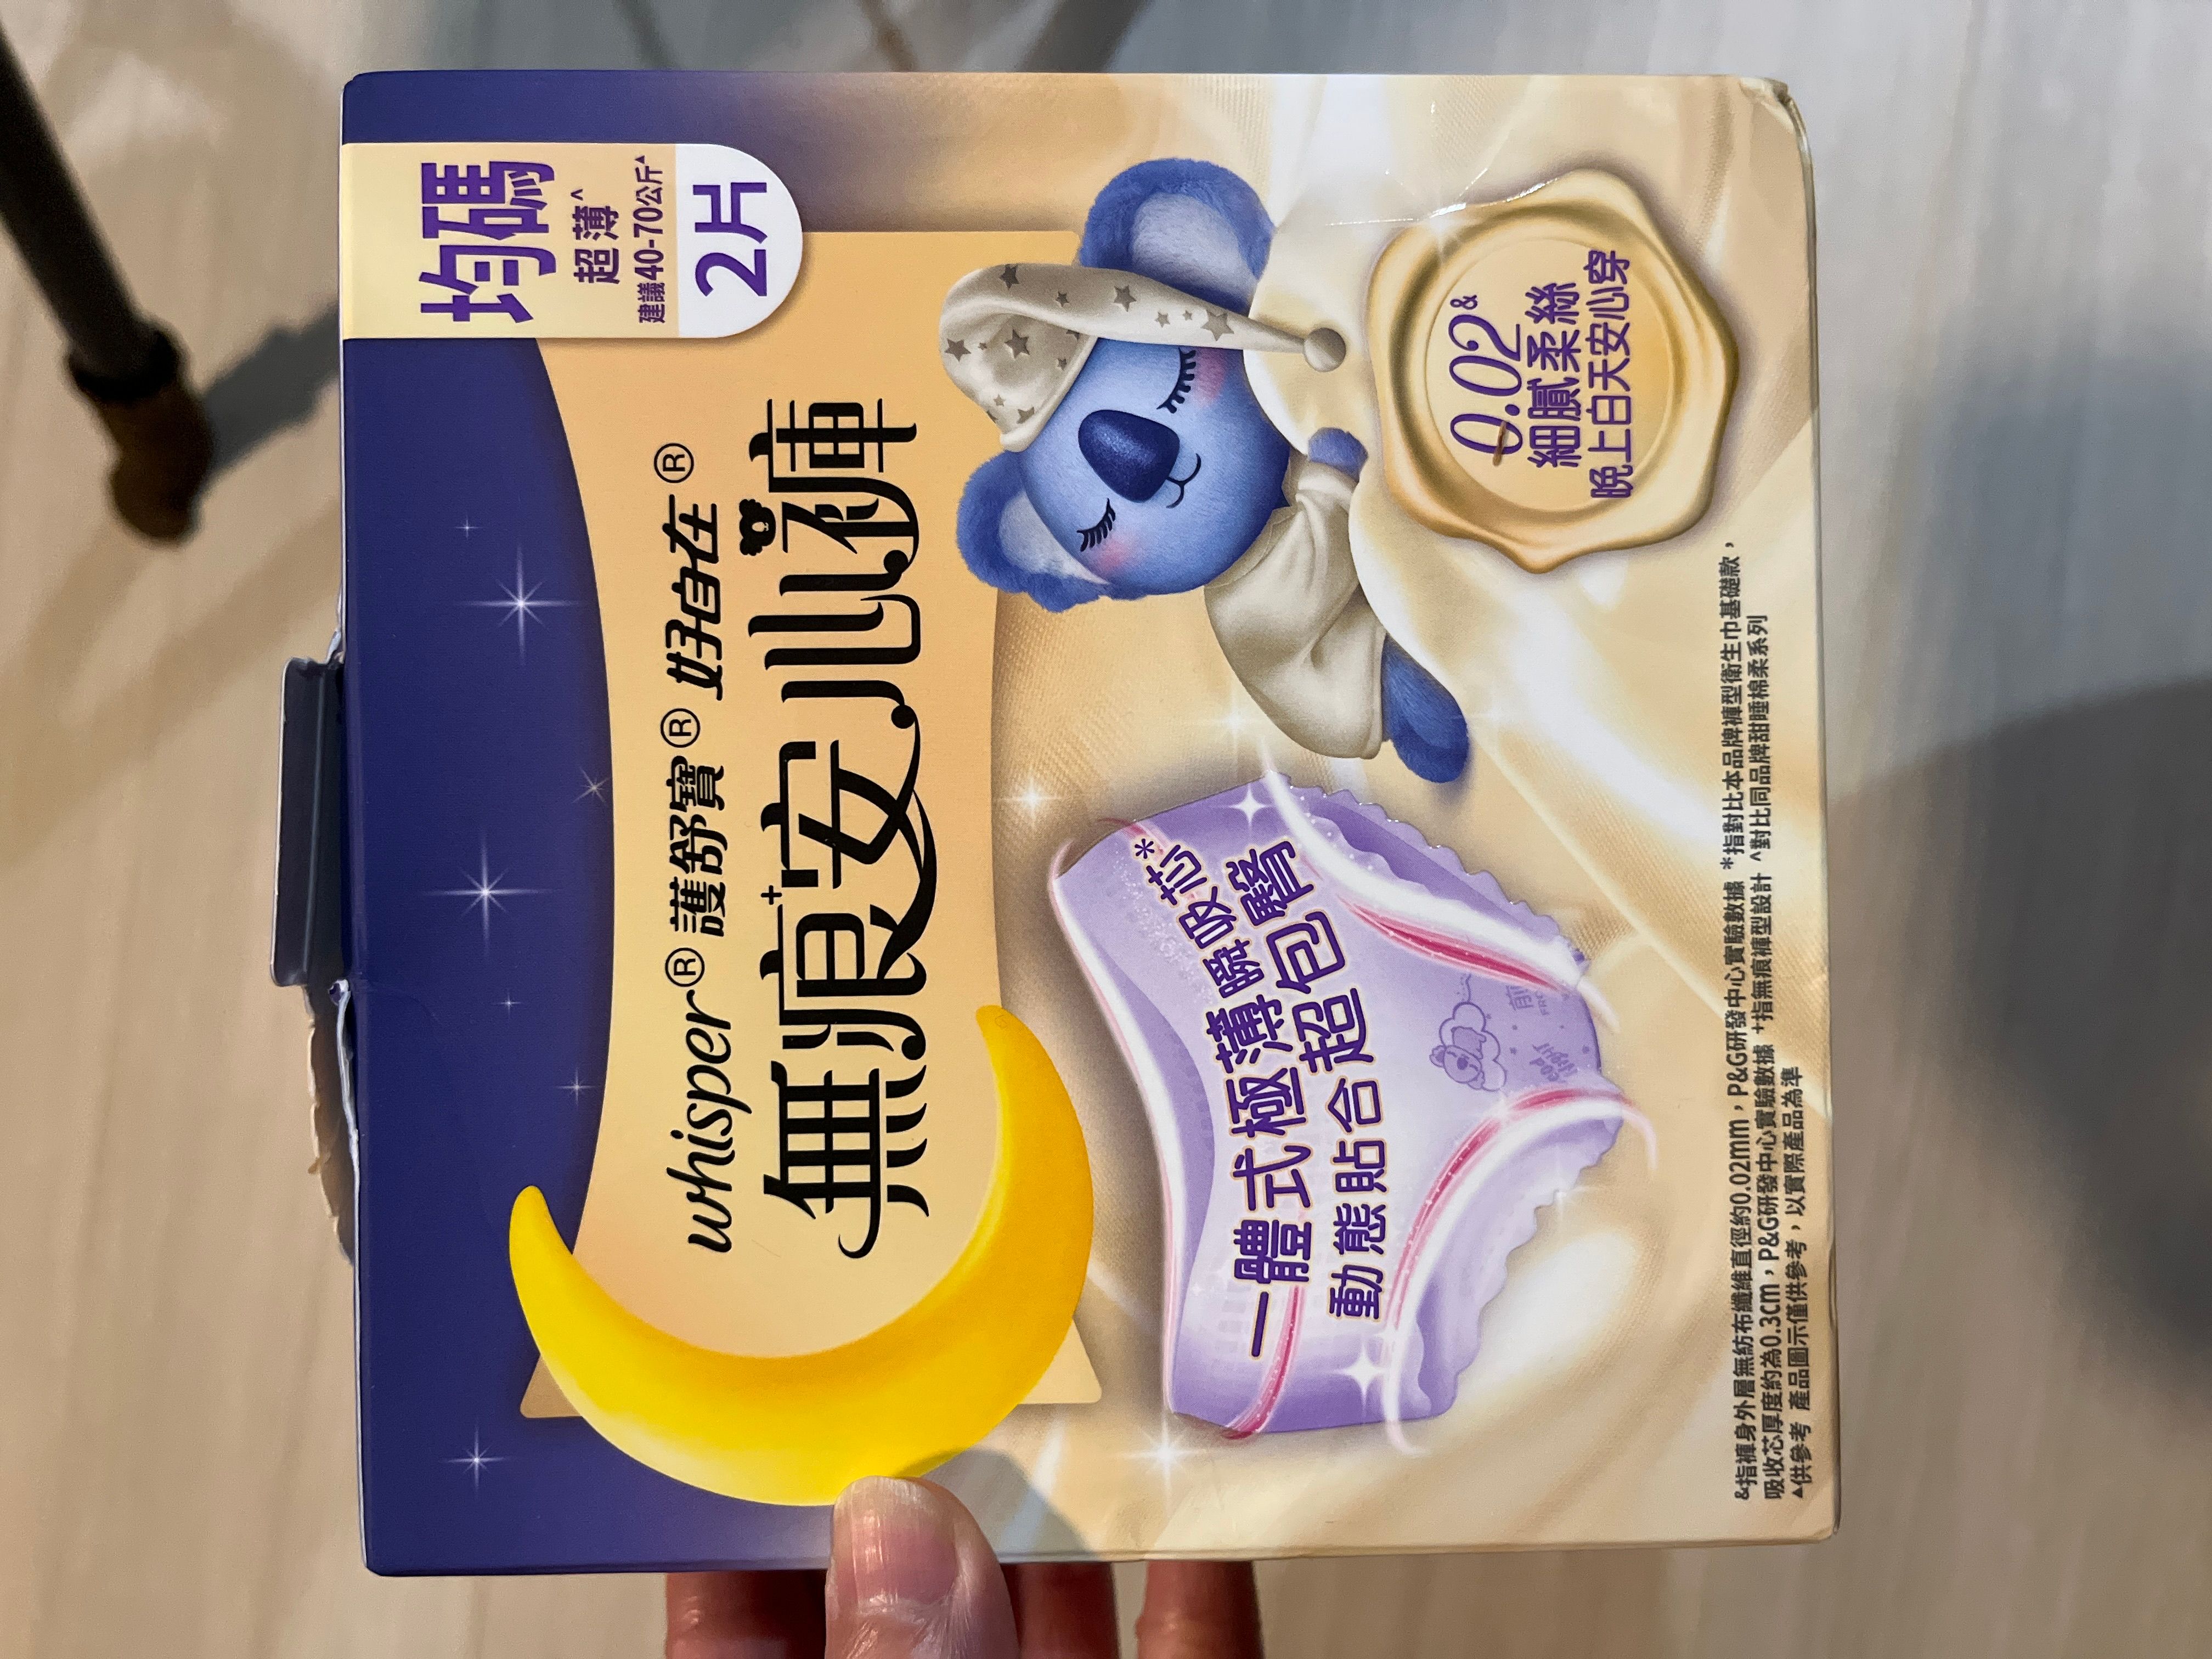 均碼
超薄^
建議40-70公斤▲
2片
whisper® 護舒寶® 好自在®
無痕+安心褲
0.02&
細膩柔絲
晚上白天安心穿
一體式極薄瞬吸芯*
動態貼合超包臀
good night
&指褲身外層無紡布纖維直徑約0.02mm，P&G研發中心實驗數據 *指對比本品牌褲型衛生巾基礎款，
吸收芯厚度約為0.3cm，P&G研發中心實驗數據 +指無痕褲型設計 ^對比同品牌甜睡棉柔系列
▲供參考 產品圖示僅供參考，以實際產品為準